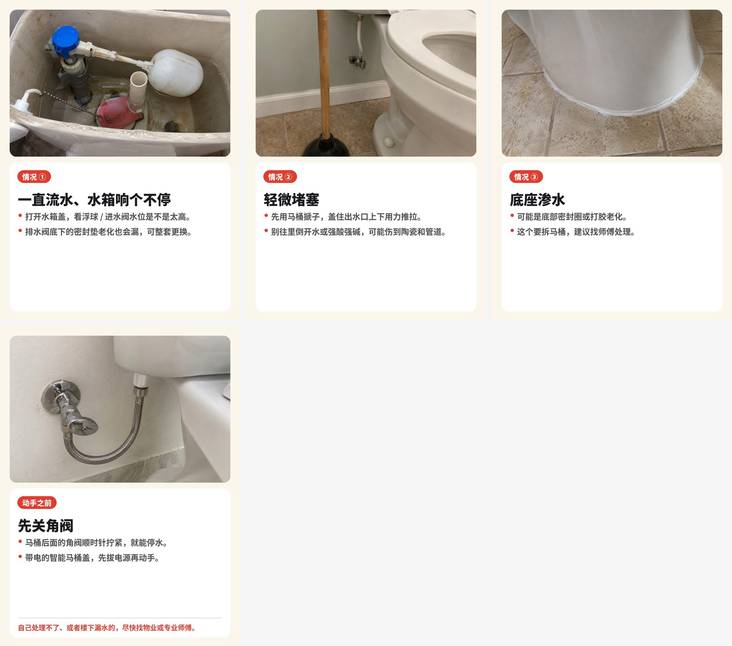 情况 ①
一直流水、水箱响个不停
• 打开水箱盖，看浮球 / 进水阀水位是不是太高。
• 排水阀底下的密封垫老化也会漏，可整套更换。
情况 ②
轻微堵塞
• 先用马桶搋子，盖住出水口上下用力推拉。
• 别往里倒开水或强酸强碱，可能伤到陶瓷和管道。
情况 ③
底座渗水
• 可能是底部密封圈或打胶老化。
• 这个要拆马桶，建议找师傅处理。
动手之前
先关角阀
• 马桶后面的角阀顺时针拧紧，就能停水。
• 带电的智能马桶盖，先拔电源再动手。
自己处理不了、或者楼下漏水的，尽快找物业或专业师傅。